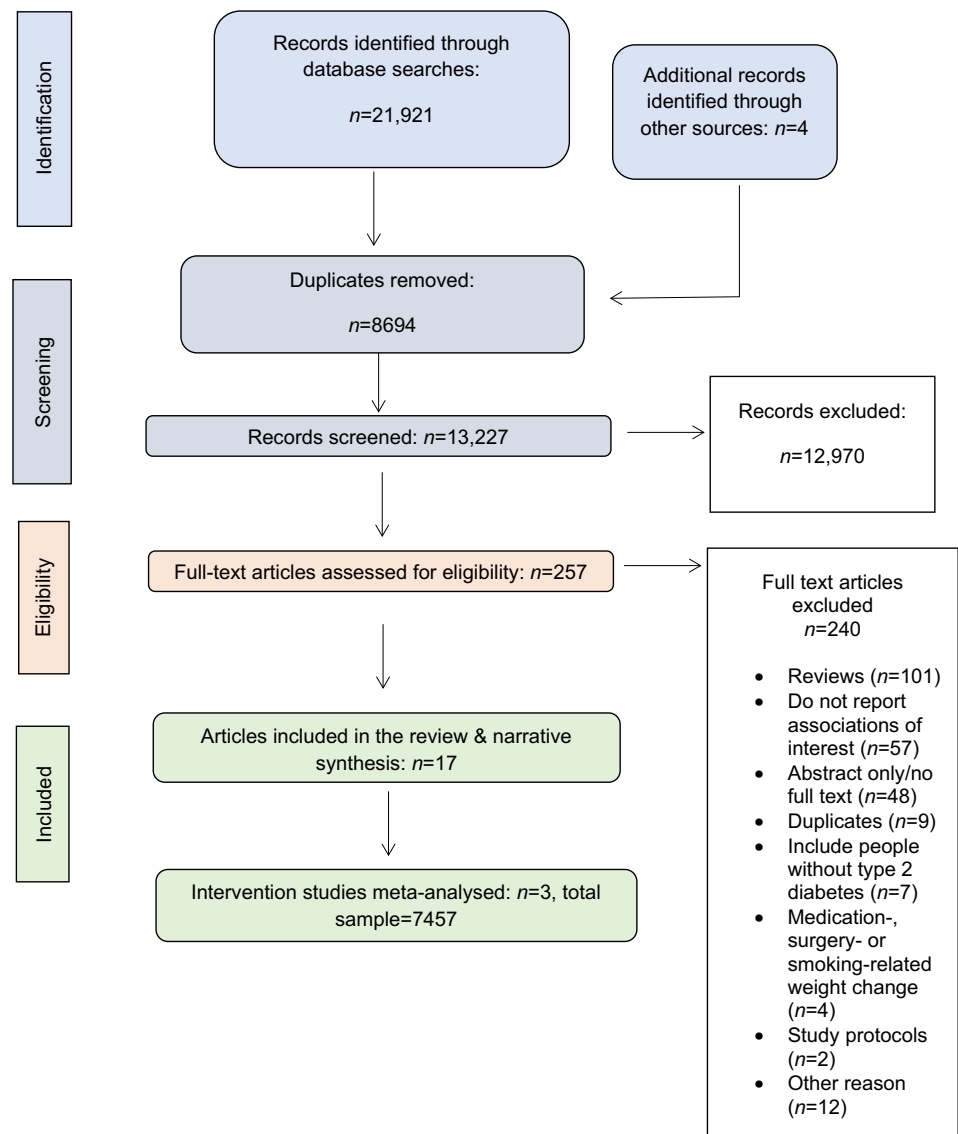 Identification
Records identified through
database searches:
n=21,921
Additional records
identified through
other sources: n=4
Screening
Duplicates removed:
n=8694
Records screened: n=13,227
Records excluded:
n=12,970
Eligibility
Full-text articles assessed for eligibility: n=257
Full text articles
excluded
n=240
• Reviews (n=101)
• Do not report
associations of
interest (n=57)
• Abstract only/no
full text (n=48)
• Duplicates (n=9)
• Include people
without type 2
diabetes (n=7)
• Medication-,
surgery- or
smoking-related
weight change
(n=4)
• Study protocols
(n=2)
• Other reason
(n=12)
Included
Articles included in the review & narrative
synthesis: n=17
Intervention studies meta-analysed: n=3, total
sample=7457